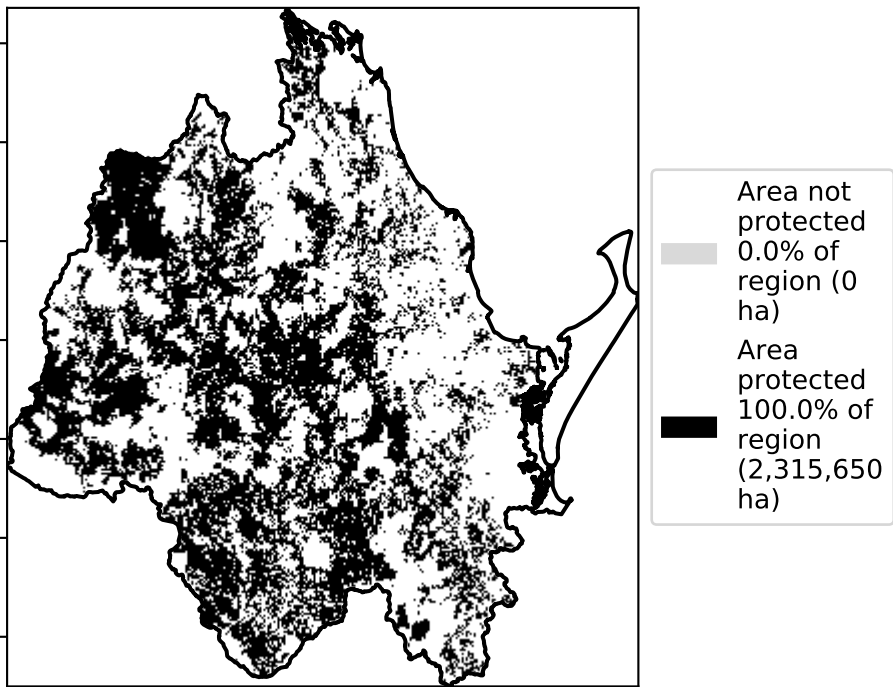 Area not
protected
0.0% of
region (0
ha)
Area
protected
100.0% of
region
(2,315,650
ha)